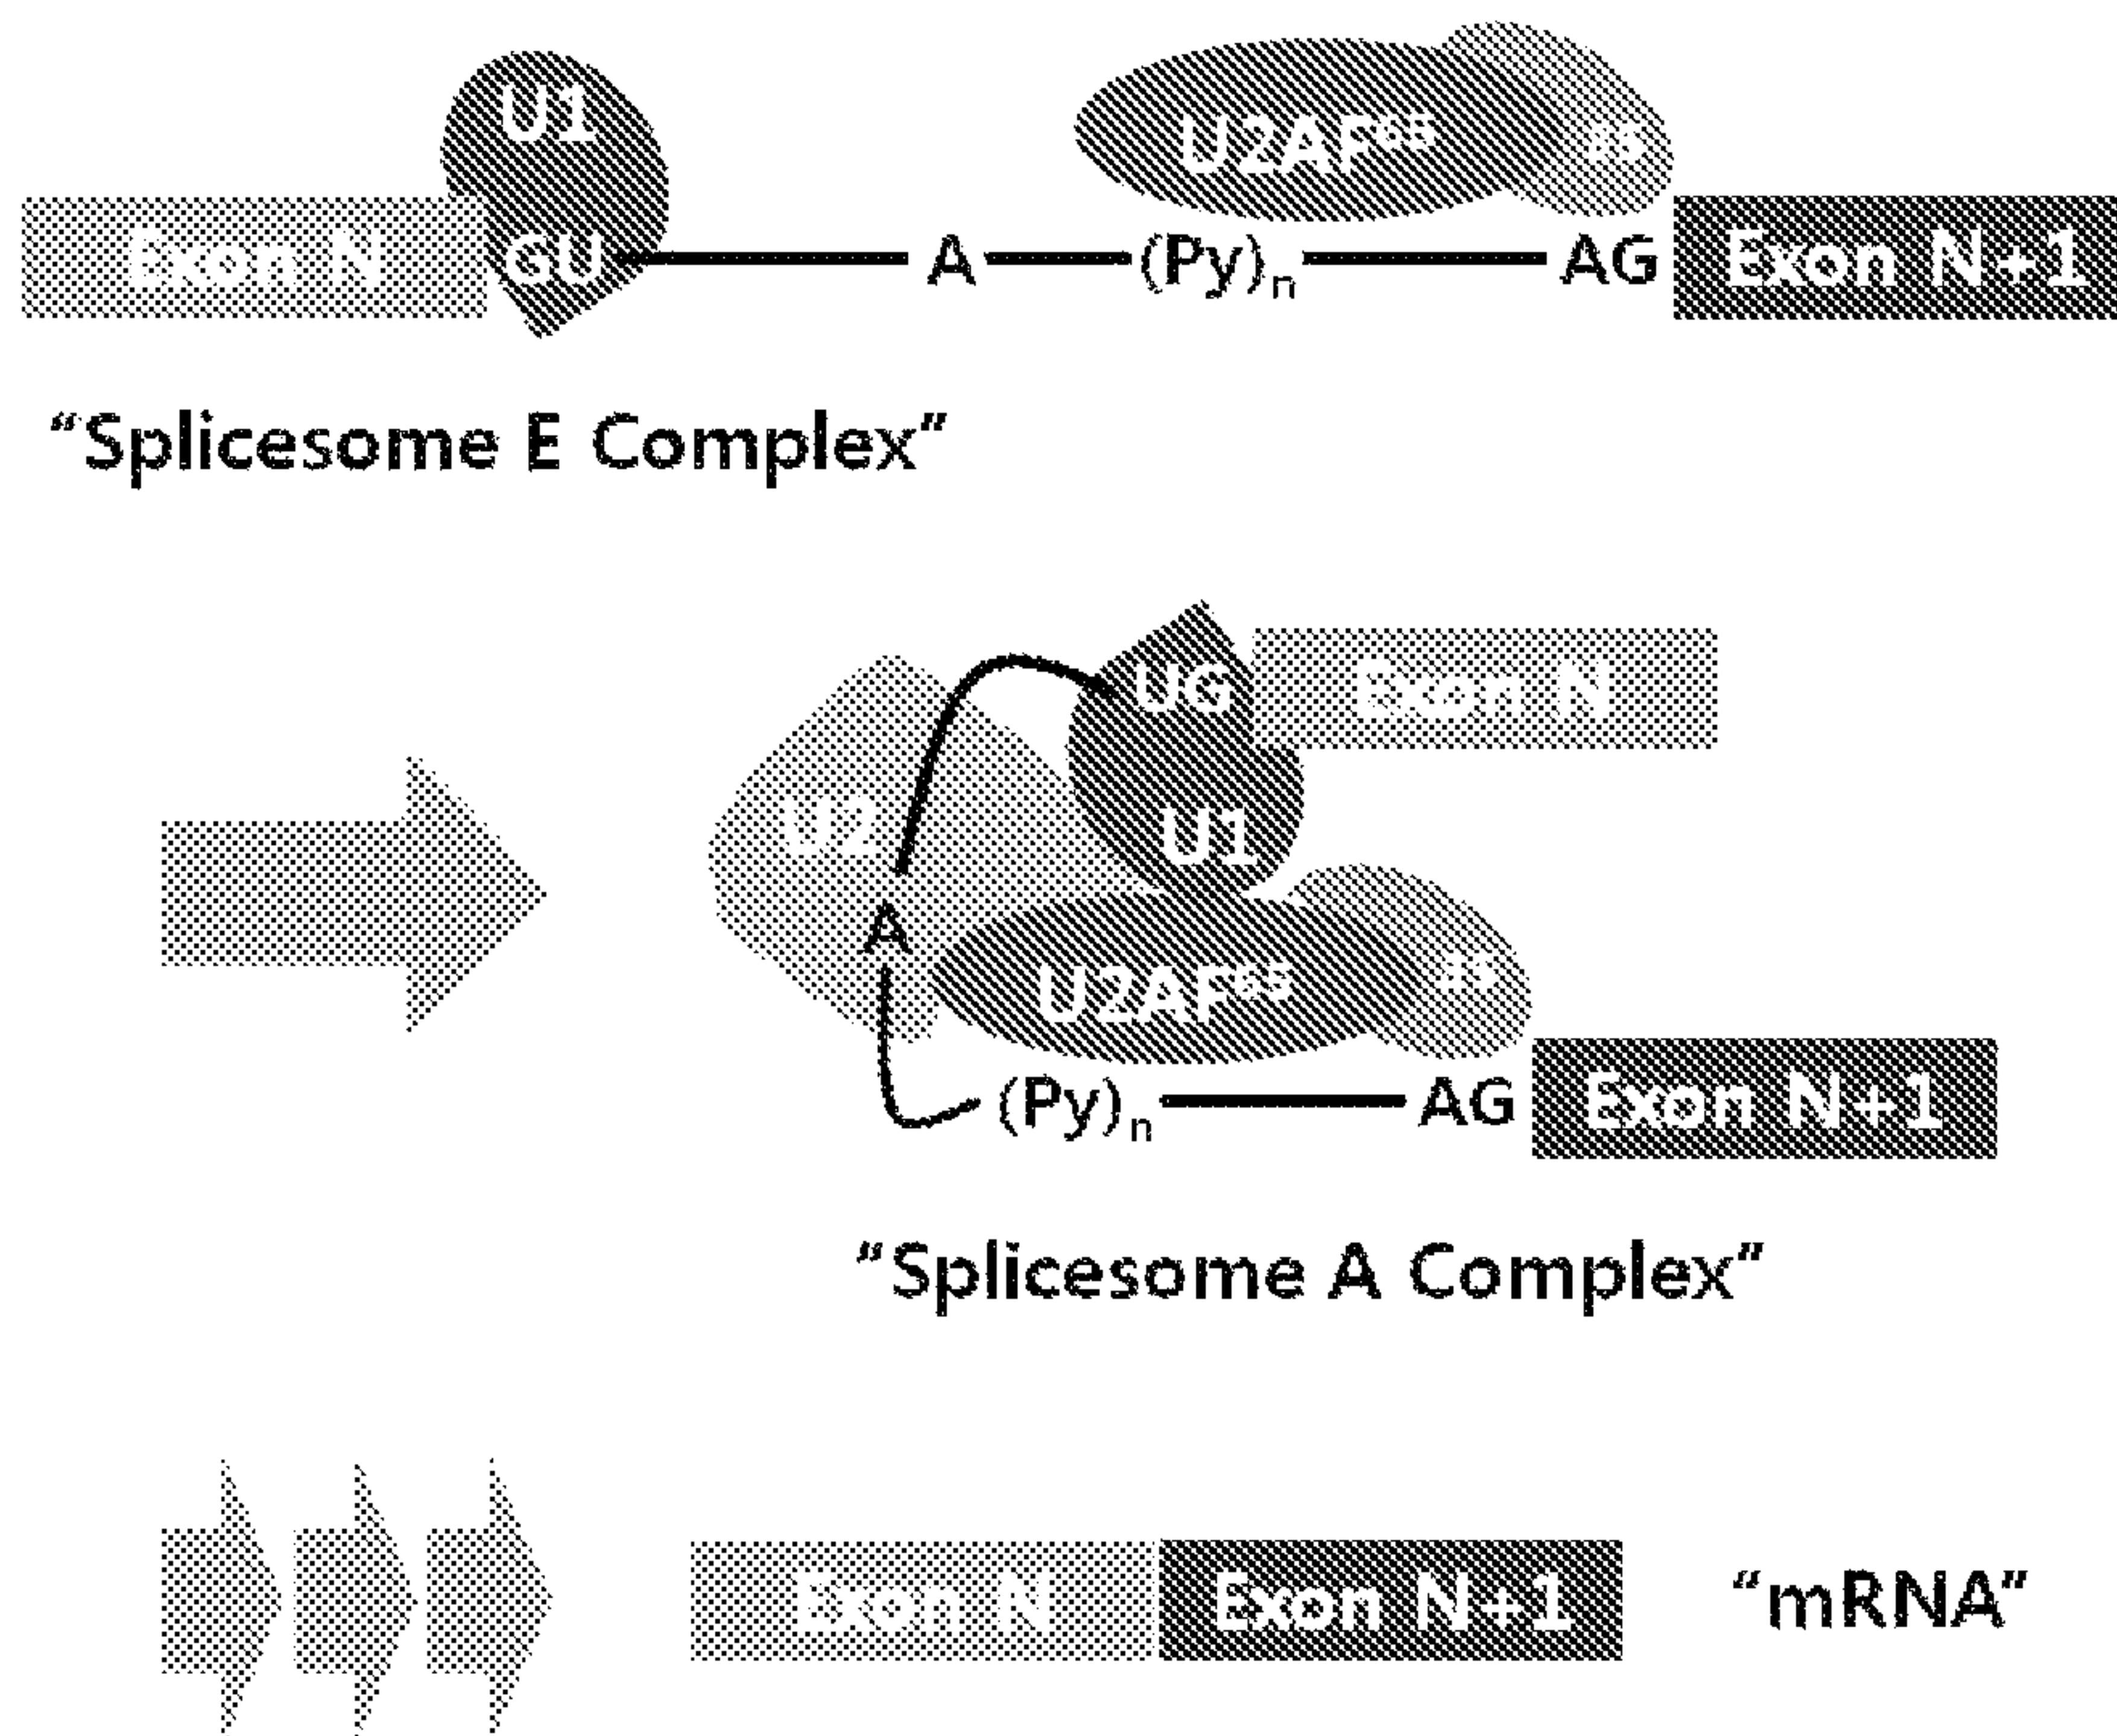 U1
U2AF⁶⁵ 35
Exon N GU A (Py)ₙ AG Exon N+1
“Splicesome E Complex”
UG Exon N
U2 U1
A
U2AF⁶⁵ 35
(Py)ₙ AG Exon N+1
“Splicesome A Complex”
Exon N Exon N+1 “mRNA”